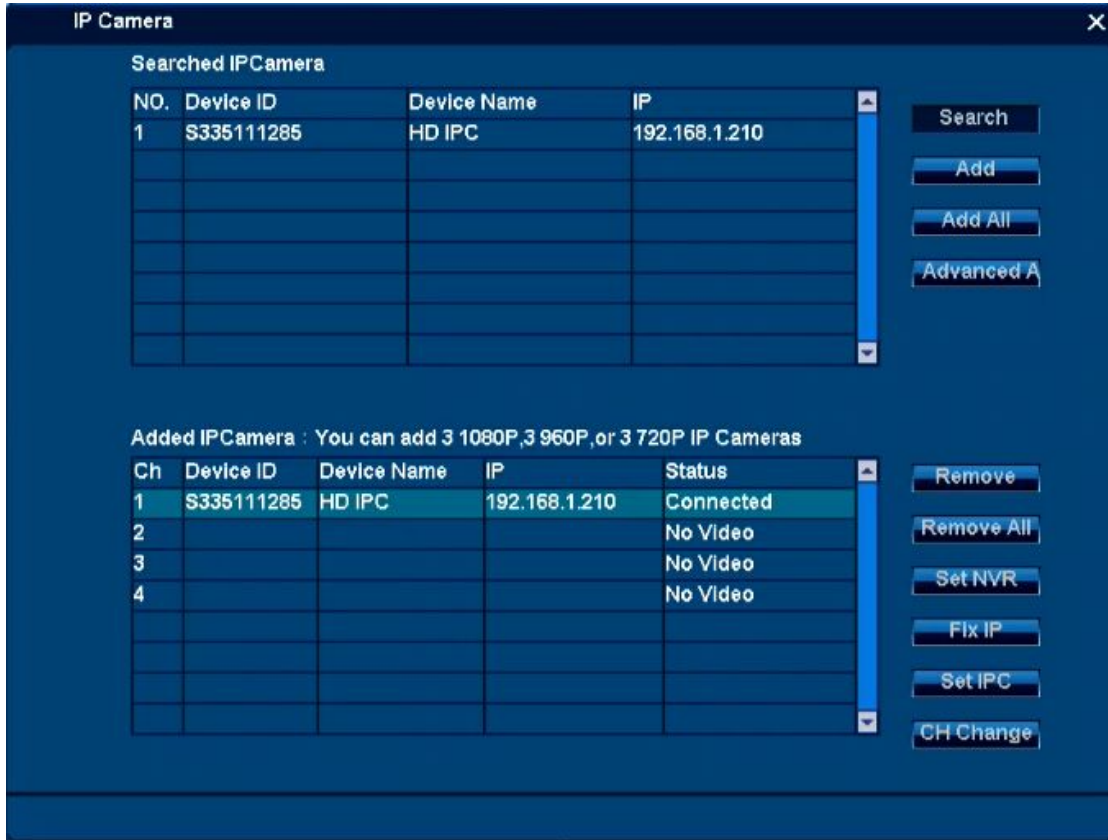 IP Camera
Searched IPCamera
NO. Device ID Device Name IP
1 S335111285 HD IPC 192.168.1.210
Search
Add
Add All
Advanced A
Added IPCamera : You can add 3 1080P,3 960P,or 3 720P IP Cameras
Ch Device ID Device Name IP Status
1 S335111285 HD IPC 192.168.1.210 Connected
2 No Video
3 No Video
4 No Video
Remove
Remove All
Set NVR
Fix IP
Set IPC
CH Change